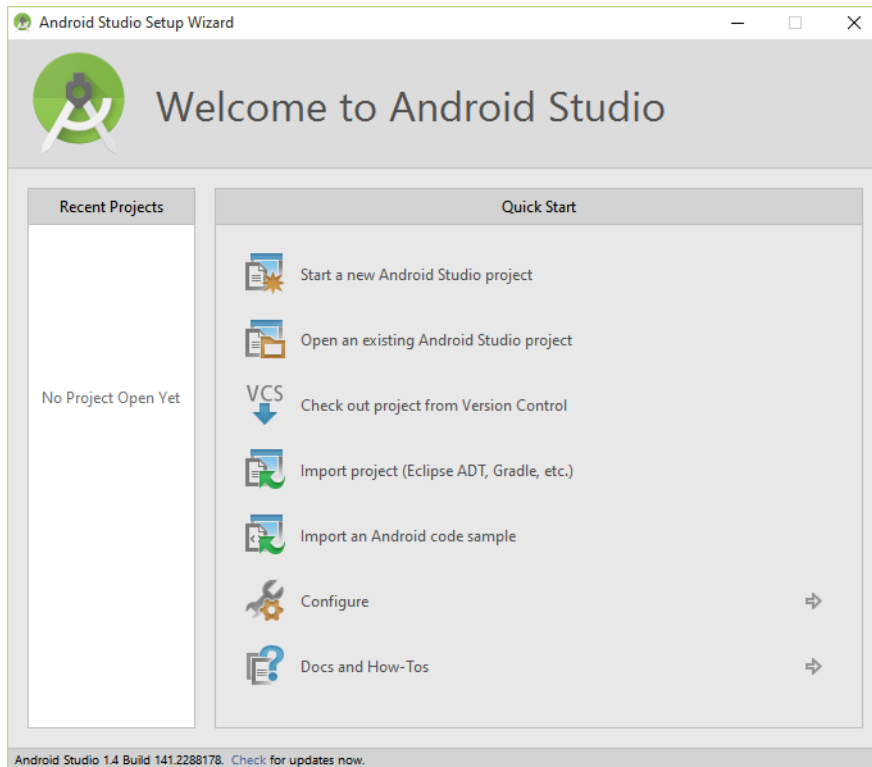 Android Studio Setup Wizard
Welcome to Android Studio
Recent Projects
No Project Open Yet
Quick Start
Start a new Android Studio project
Open an existing Android Studio project
VCS
Check out project from Version Control
Import project (Eclipse ADT, Gradle, etc.)
Import an Android code sample
Configure
Docs and How-Tos
Android Studio 1.4 Build 141.2288178. Check for updates now.